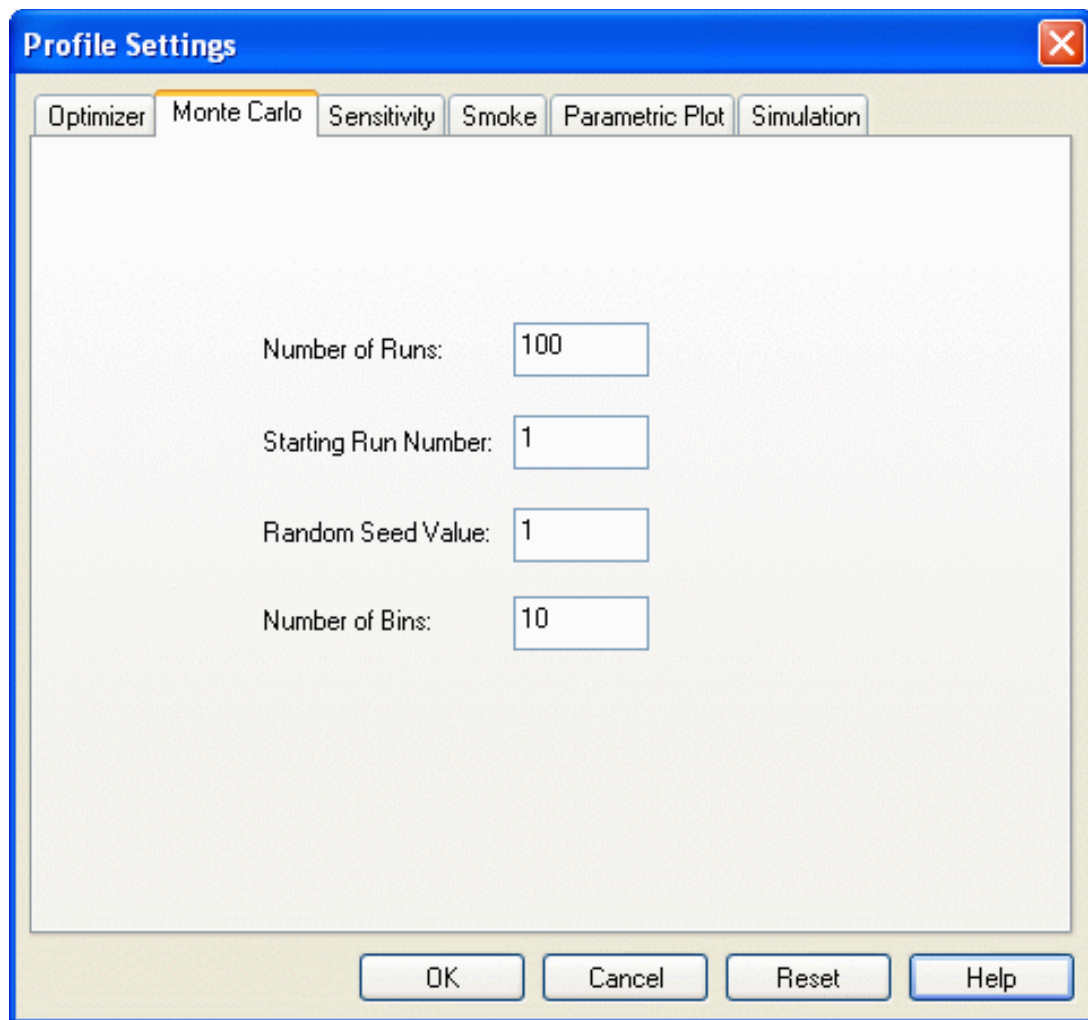 Profile Settings
Optimizer Monte Carlo Sensitivity Smoke Parametric Plot Simulation
Number of Runs: 100
Starting Run Number: 1
Random Seed Value: 1
Number of Bins: 10
OK Cancel Reset Help